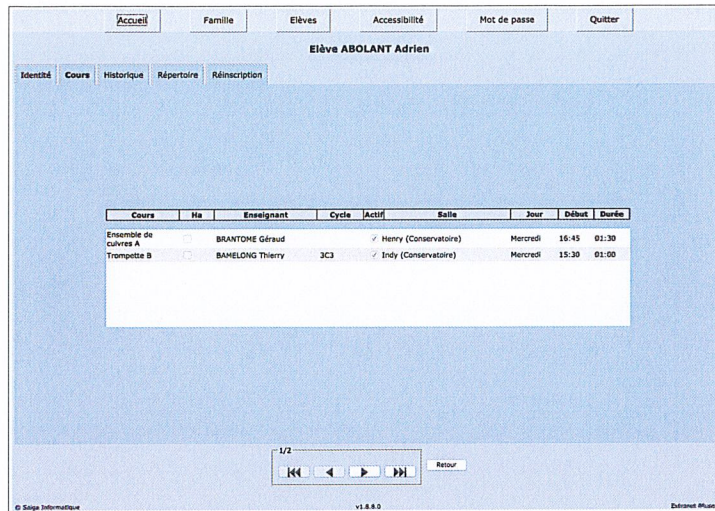 Accueil Famille Elèves Accessibilité Mot de passe Quitter
Elève ABOLANT Adrien
Identité Cours Historique Répertoire Réinscription
Cours Ha Enseignant Cycle Actif Salle Jour Début Durée
Ensemble de
cuivres A BRANTOME Géraud Henry (Conservatoire) Mercredi 16:45 01:30
Trompette B BAMELONG Thierry 3C3 Indy (Conservatoire) Mercredi 15:30 01:00
1/2
Retour
© Saiga Informatique v1.8.8.0 Extranet iMuse